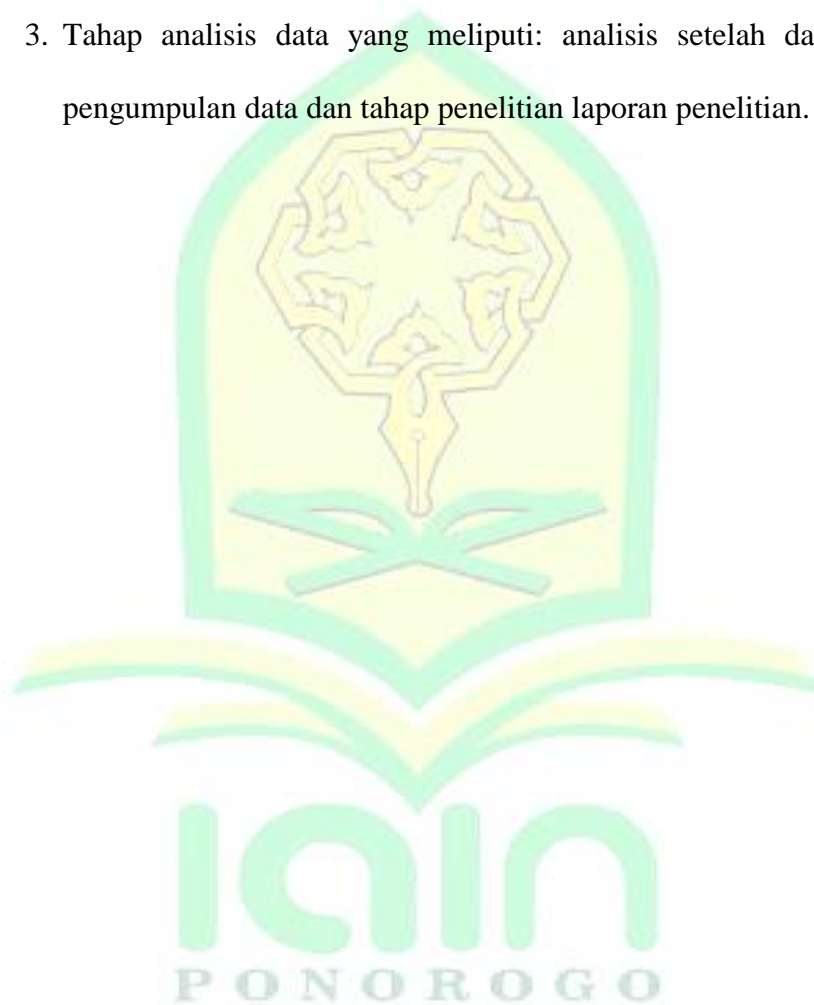 3. Tahap analisis data yang meliputi: analisis setelah da
pengumpulan data dan tahap penelitian laporan penelitian.
iain
PONOROGO